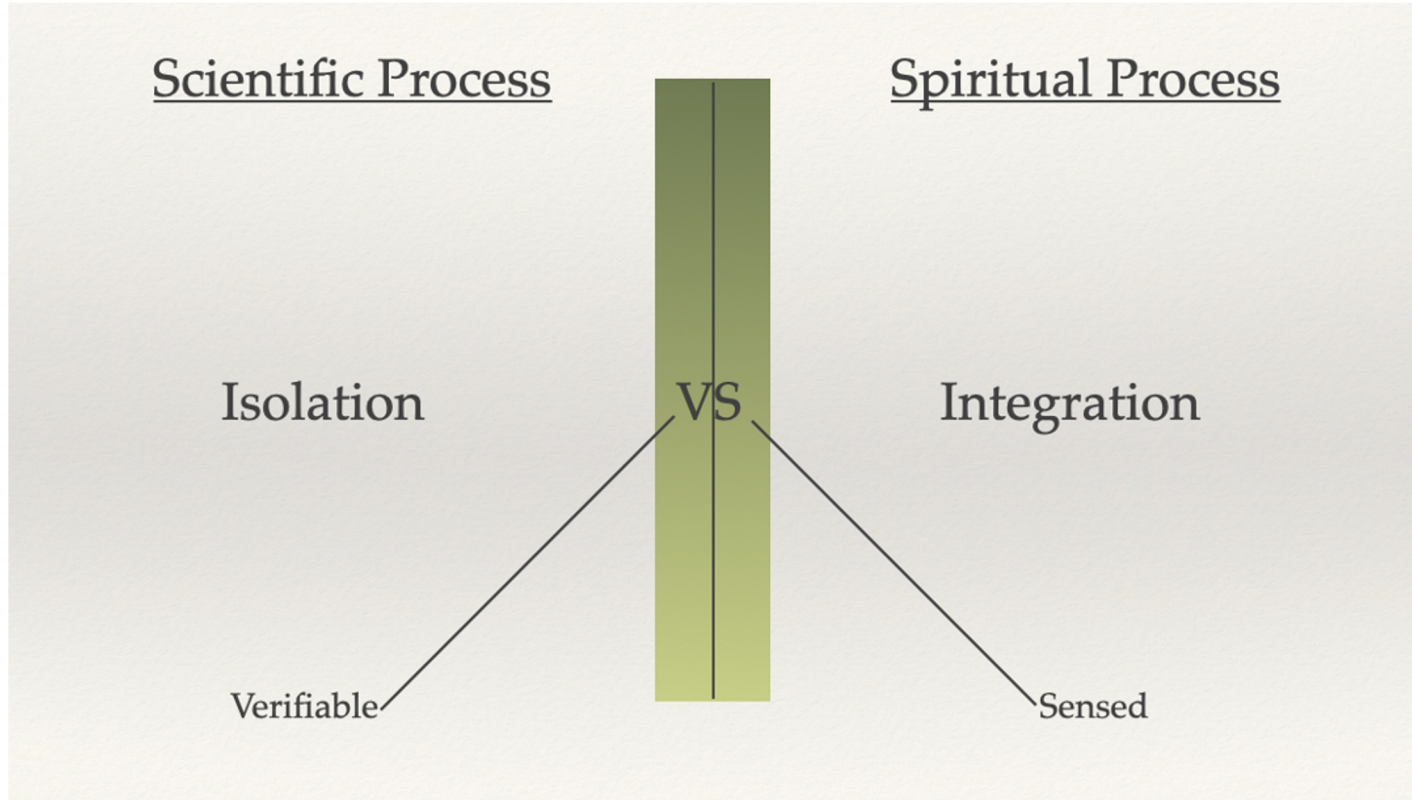 Scientific Process
Spiritual Process
Isolation
VS
Integration
Verifiable
Sensed